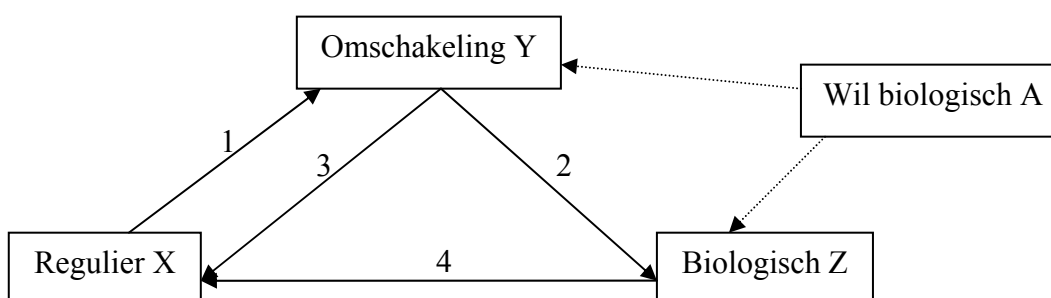 Omschakeling Y
Wil biologisch A
1
3
2
Regulier X
4
Biologisch Z